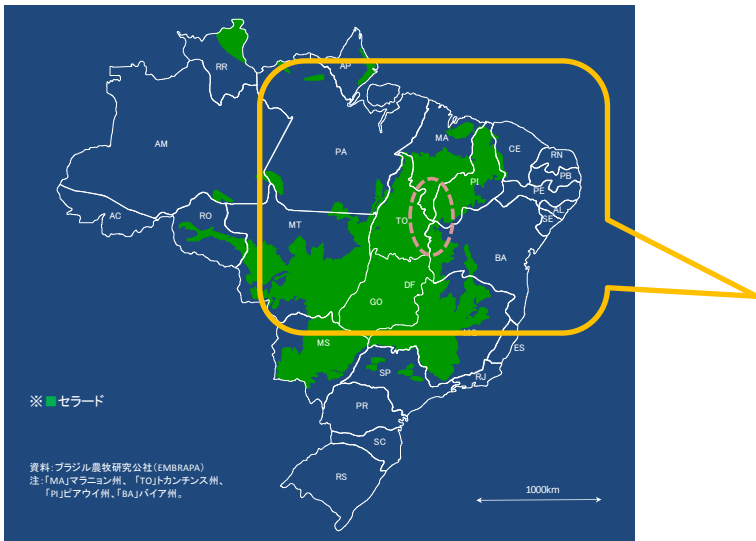 RR
AP
AM
PA
MA
CE
RN
PB
PI
PE
AL
SE
AC
RO
TO
MT
BA
DF
GO
MG
MS
ES
SP
RJ
PR
SC
RS
※■セラード
資料:ブラジル農牧研究公社(EMBRAPA)
注:「MA」マラニョン州、「TO」トカンチンス州、
「PI」ピアウイ州、「BA」バイア州。
1000km